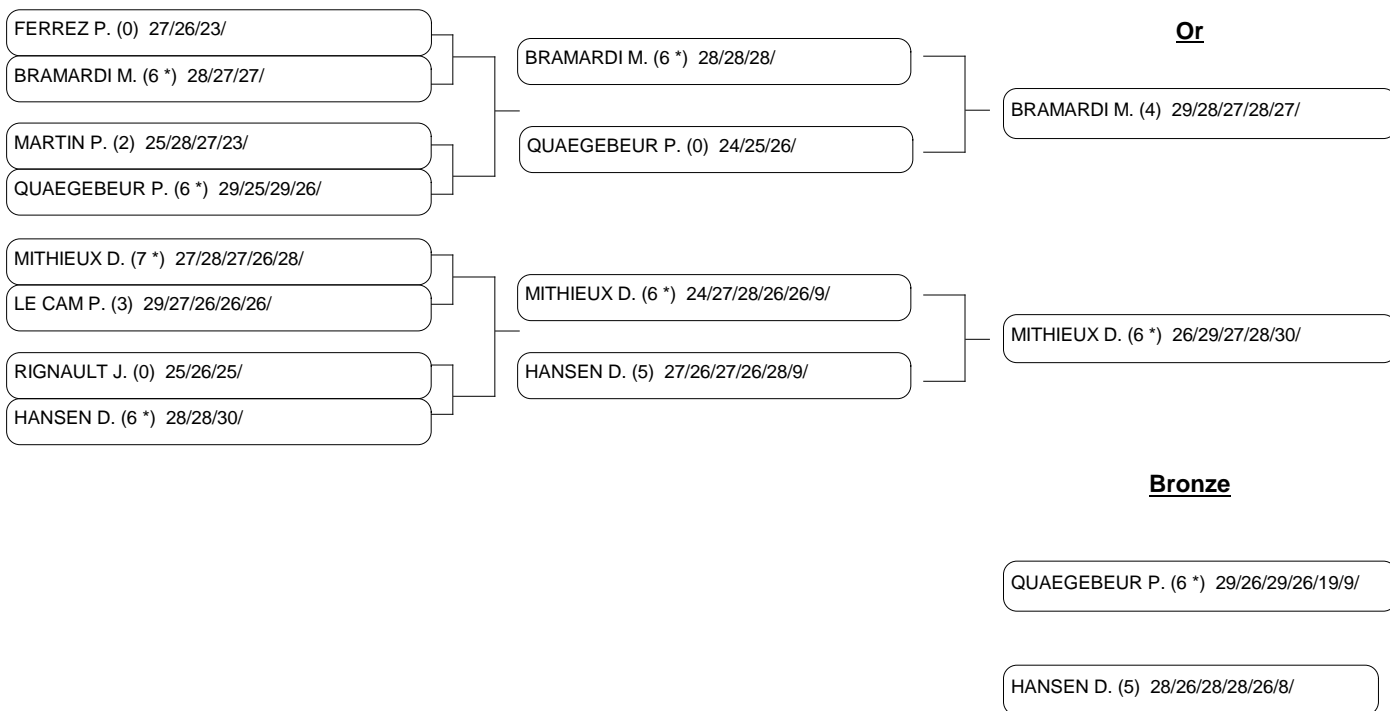 FERREZ P. (0) 27/26/23/
BRAMARDI M. (6 *) 28/27/27/
MARTIN P. (2) 25/28/27/23/
QUAEGEBEUR P. (6 *) 29/25/29/26/
MITHIEUX D. (7 *) 27/28/27/26/28/
LE CAM P. (3) 29/27/26/26/26/
RIGNAULT J. (0) 25/26/25/
HANSEN D. (6 *) 28/28/30/
BRAMARDI M. (6 *) 28/28/28/
QUAEGEBEUR P. (0) 24/25/26/
MITHIEUX D. (6 *) 24/27/28/26/26/9/
HANSEN D. (5) 27/26/27/26/28/9/
Or
BRAMARDI M. (4) 29/28/27/28/27/
MITHIEUX D. (6 *) 26/29/27/28/30/
Bronze
QUAEGEBEUR P. (6 *) 29/26/29/26/19/9/
HANSEN D. (5) 28/26/28/28/26/8/